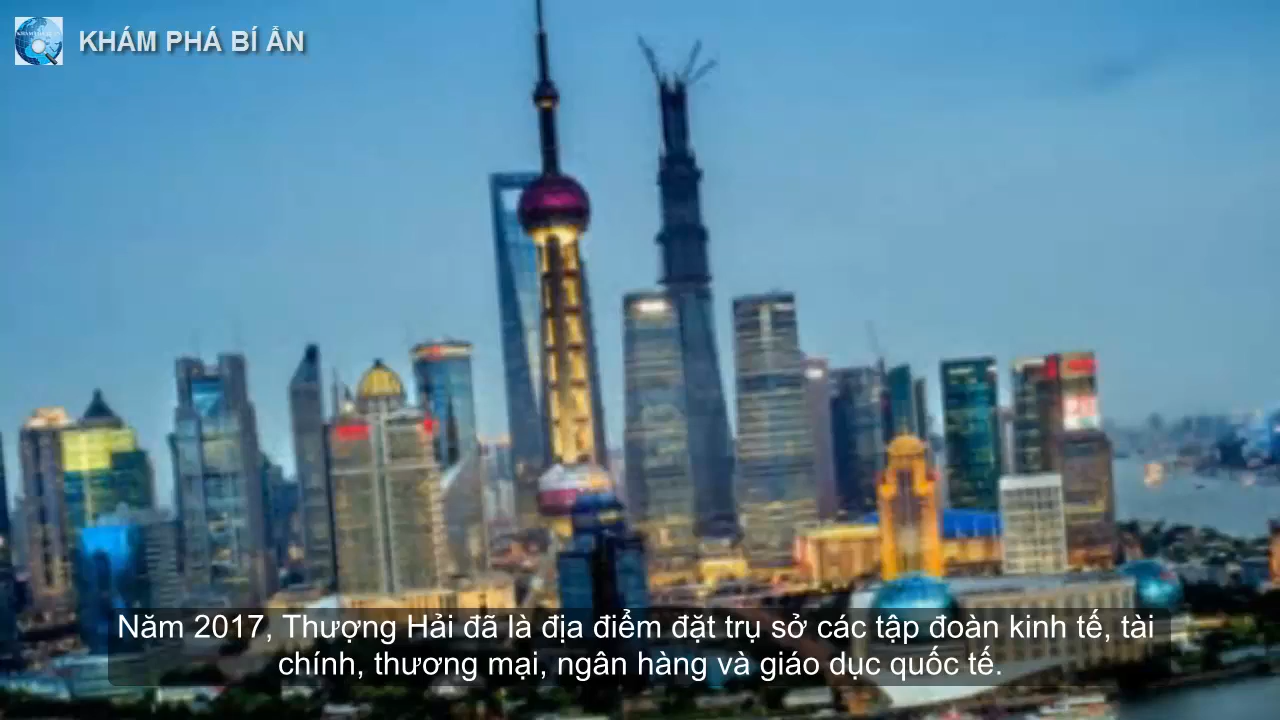 KHÁM PHÁ BÍ ẨN
Năm 2017, Thượng Hải đã là địa điểm đặt trụ sở các tập đoàn kinh tế, tài
chính, thương mại, ngân hàng và giáo dục quốc tế.